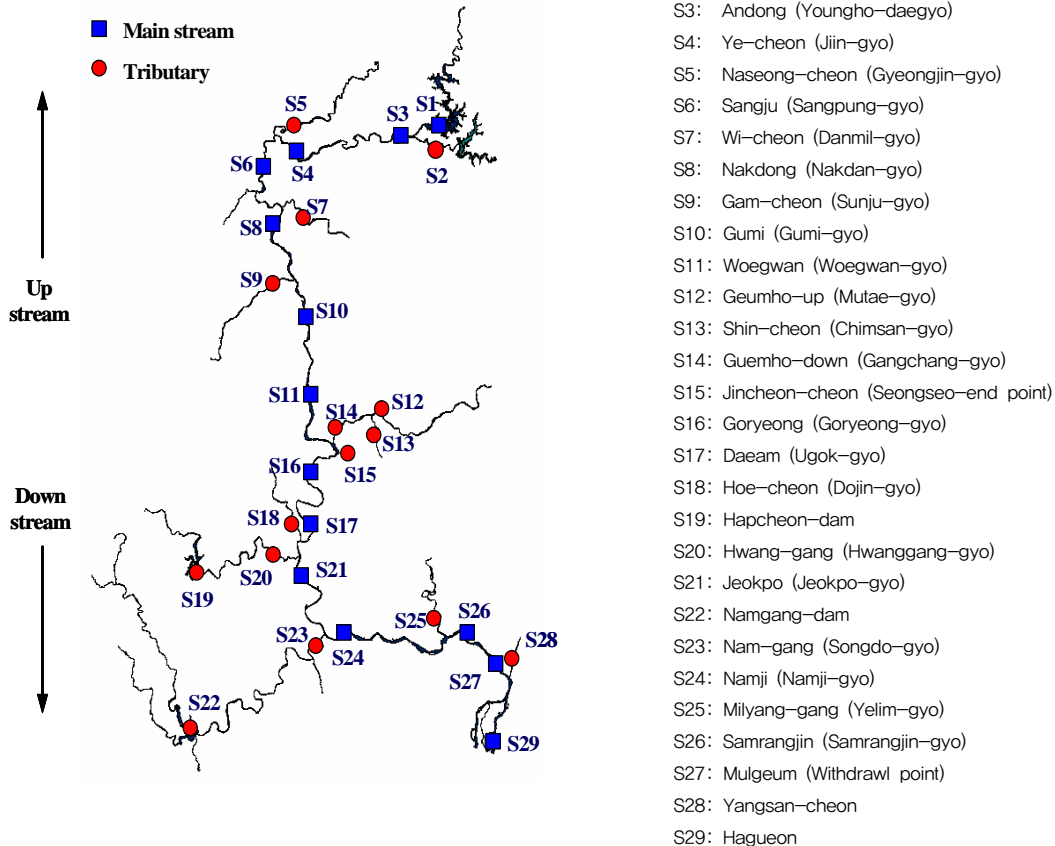 Main stream
Tributary
S1
S3
S5
S2
S4
S6
S7
S8
S9
Up
stream
S10
S11
S12
S14
S13
S15
S16
Down
stream
S18
S17
S20
S21
S19
S25
S26
S23
S28
S24
S27
S22
S29
S3: Andong (Youngho-daegyo)
S4: Ye-cheon (Jiin-gyo)
S5: Naseong-cheon (Gyeongjin-gyo)
S6: Sangju (Sangpung-gyo)
S7: Wi-cheon (Danmil-gyo)
S8: Nakdong (Nakdan-gyo)
S9: Gam-cheon (Sunju-gyo)
S10: Gumi (Gumi-gyo)
S11: Woegwan (Woegwan-gyo)
S12: Geumho-up (Mutae-gyo)
S13: Shin-cheon (Chimsan-gyo)
S14: Guemho-down (Gangchang-gyo)
S15: Jincheon-cheon (Seongseo-end point)
S16: Goryeong (Goryeong-gyo)
S17: Daeam (Ugok-gyo)
S18: Hoe-cheon (Dojin-gyo)
S19: Hapcheon-dam
S20: Hwang-gang (Hwanggang-gyo)
S21: Jeokpo (Jeokpo-gyo)
S22: Namgang-dam
S23: Nam-gang (Songdo-gyo)
S24: Namji (Namji-gyo)
S25: Milyang-gang (Yelim-gyo)
S26: Samrangjin (Samrangjin-gyo)
S27: Mulgeum (Withdrawl point)
S28: Yangsan-cheon
S29: Hagueon